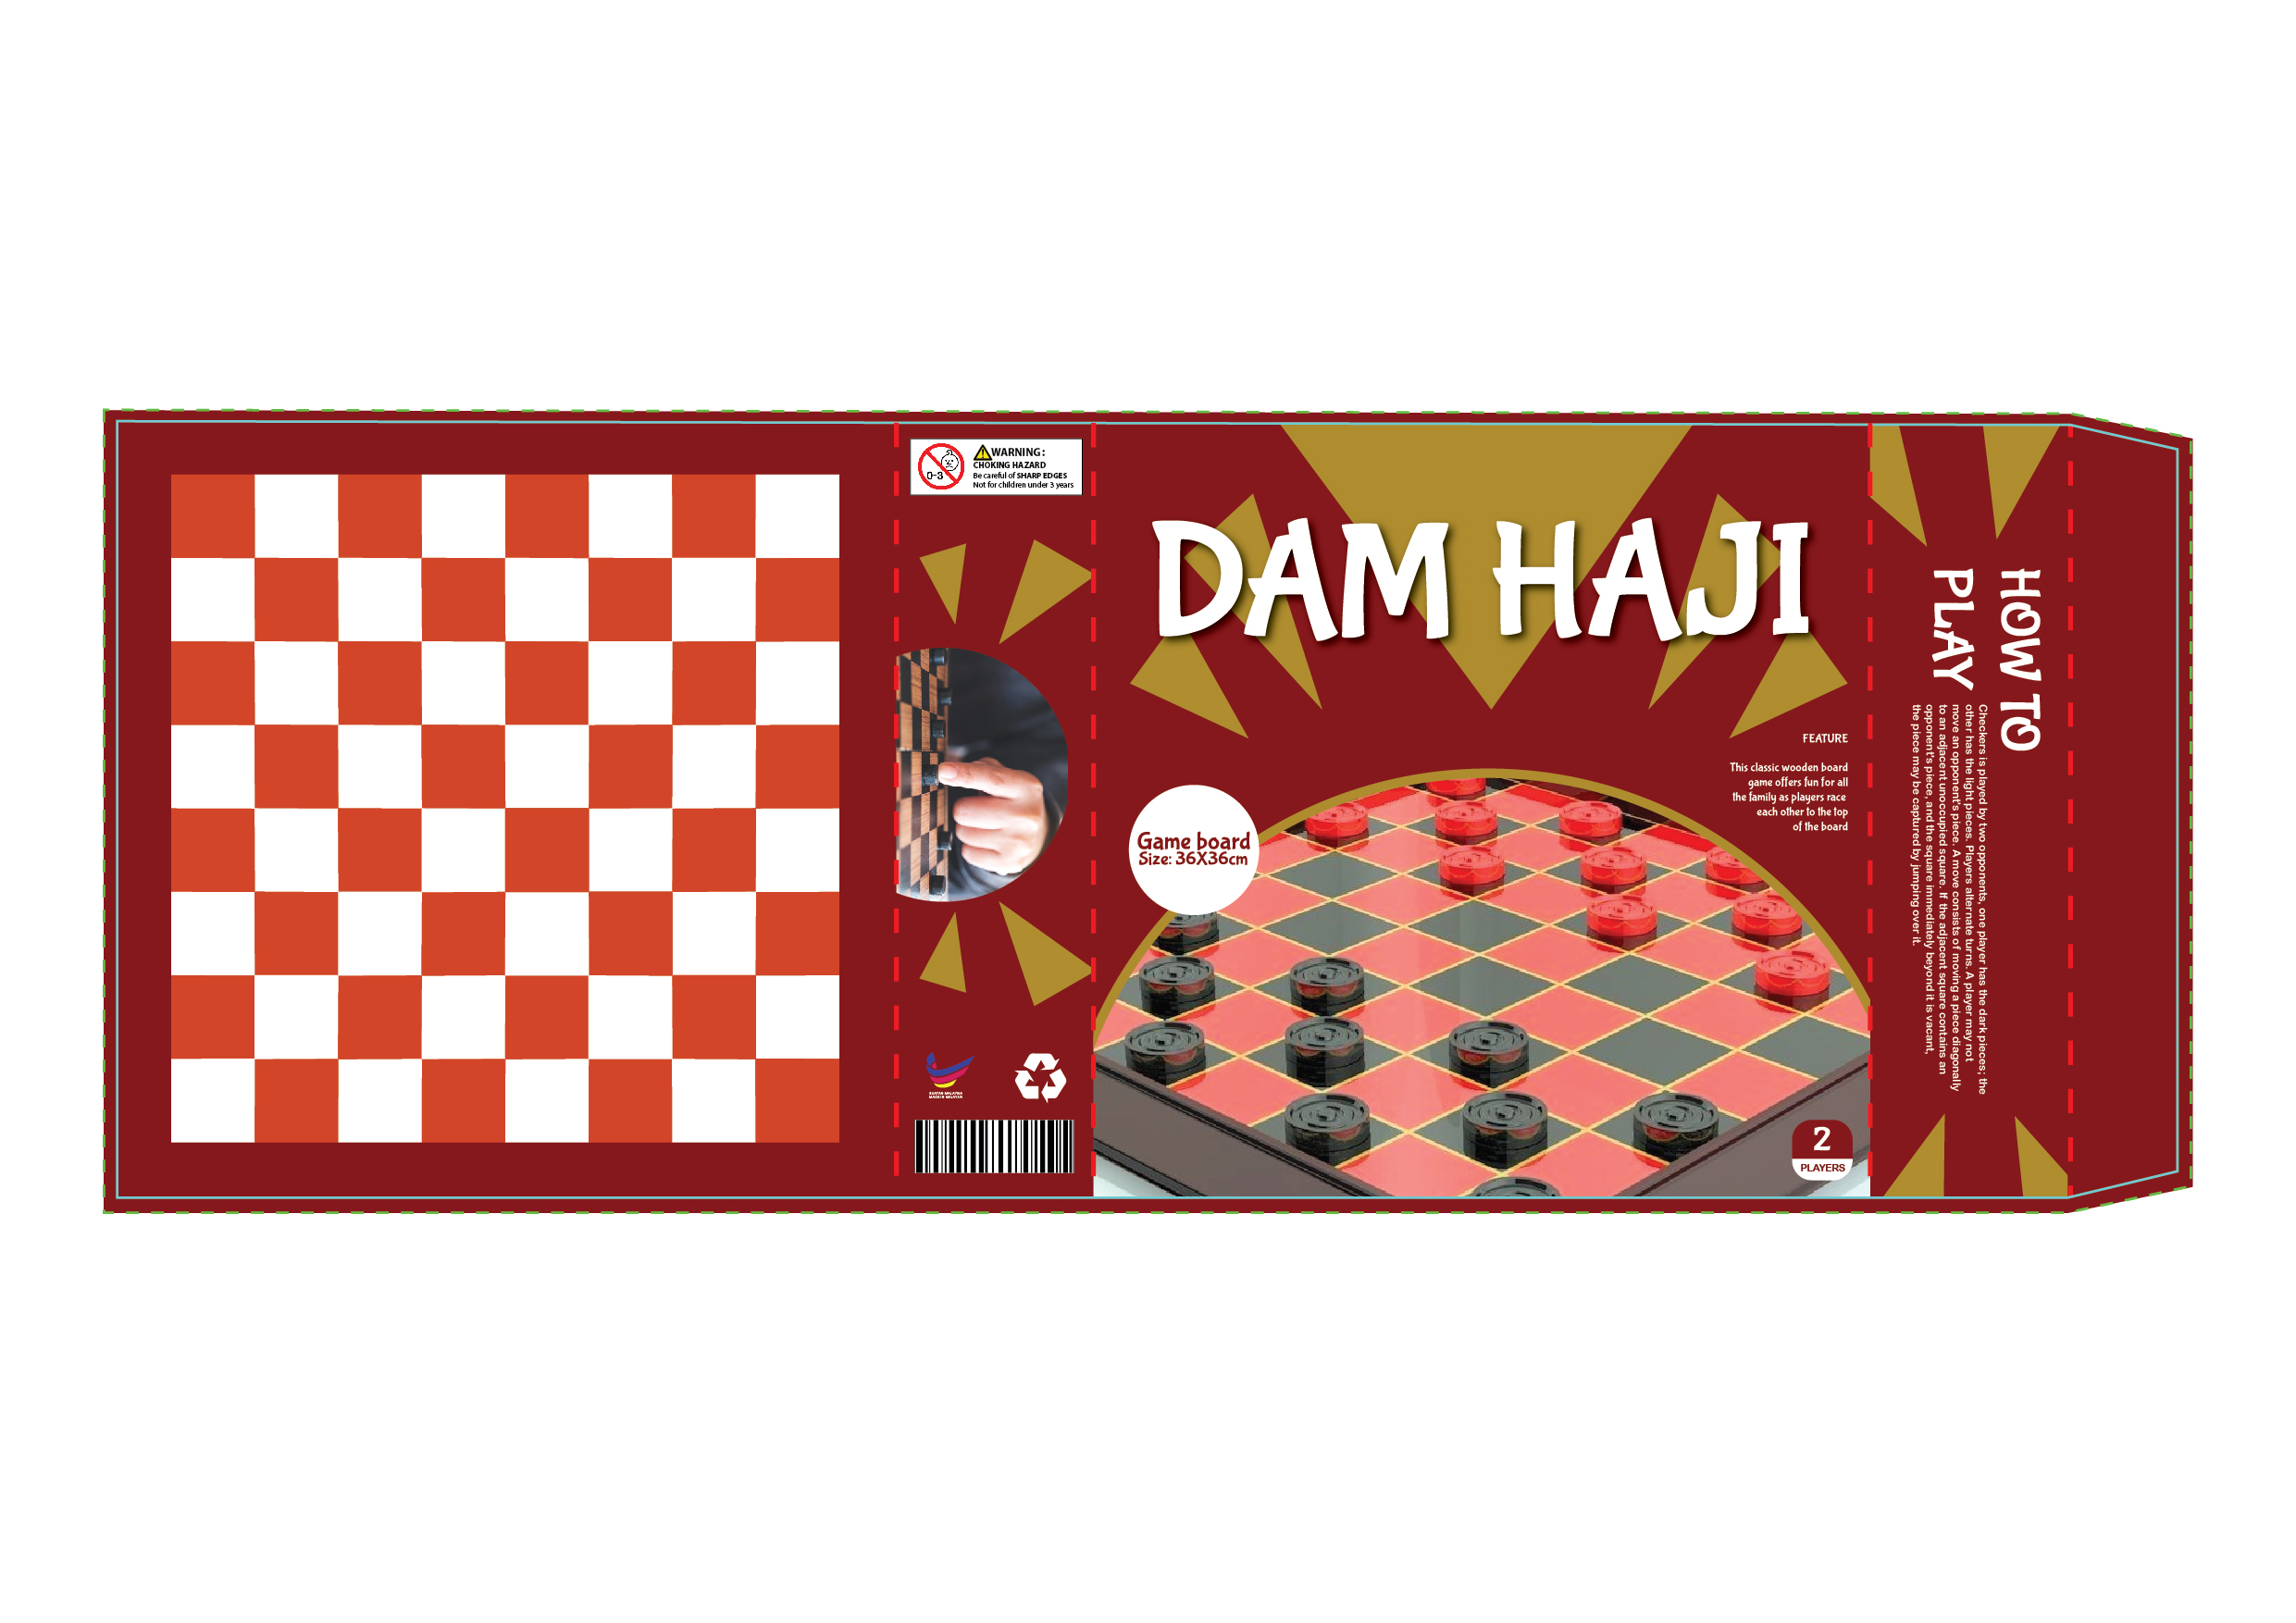 0-3
WARNING:
CHOKING HAZARD
Be careful of SHARP EDGES
Not for children under 3 years
BUATAN MALAYSIA
DAM HAJI
FEATURE
This classic wooden board
game offers fun for all
the family as players race
each other to the top
of the board
Game board
Size: 36X36cm
2
PLAYERS
HOW TO
PLAY
Checkers is played by two opponents, one player has the dark pieces; the
other has the light pieces. Players alternate turns. A player may not
move an opponent's piece. A move consists of moving a piece diagonally
to an adjacent unoccupied square. If the adjacent square contains an
opponent's piece, and the square immediately beyond it is vacant,
the piece may be captured by jumping over it.